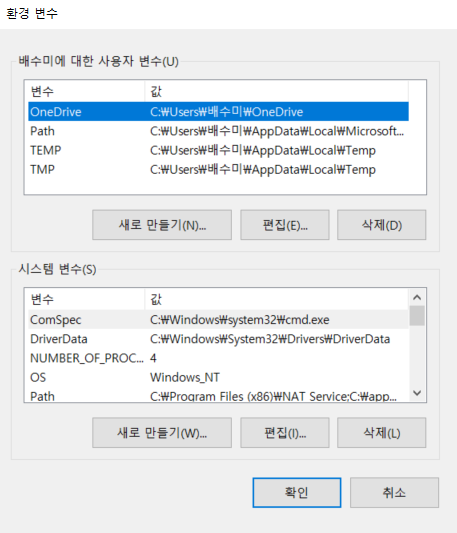 환경 변수
배수미에 대한 사용자 변수(U)
변수 값
OneDrive C:₩Users₩배수미₩OneDrive
Path C:₩Users₩배수미₩AppData₩Local₩Microsoft...
TEMP C:₩Users₩배수미₩AppData₩Local₩Temp
TMP C:₩Users₩배수미₩AppData₩Local₩Temp
새로 만들기(N)... 편집(E)... 삭제(D)
시스템 변수(S)
변수 값
ComSpec C:₩Windows₩system32₩cmd.exe
DriverData C:₩Windows₩System32₩Drivers₩DriverData
NUMBER_OF_PROC... 4
OS Windows_NT
Path C:₩Program Files (x86)₩NAT Service;C:₩app...
새로 만들기(W)... 편집(I)... 삭제(L)
확인 취소